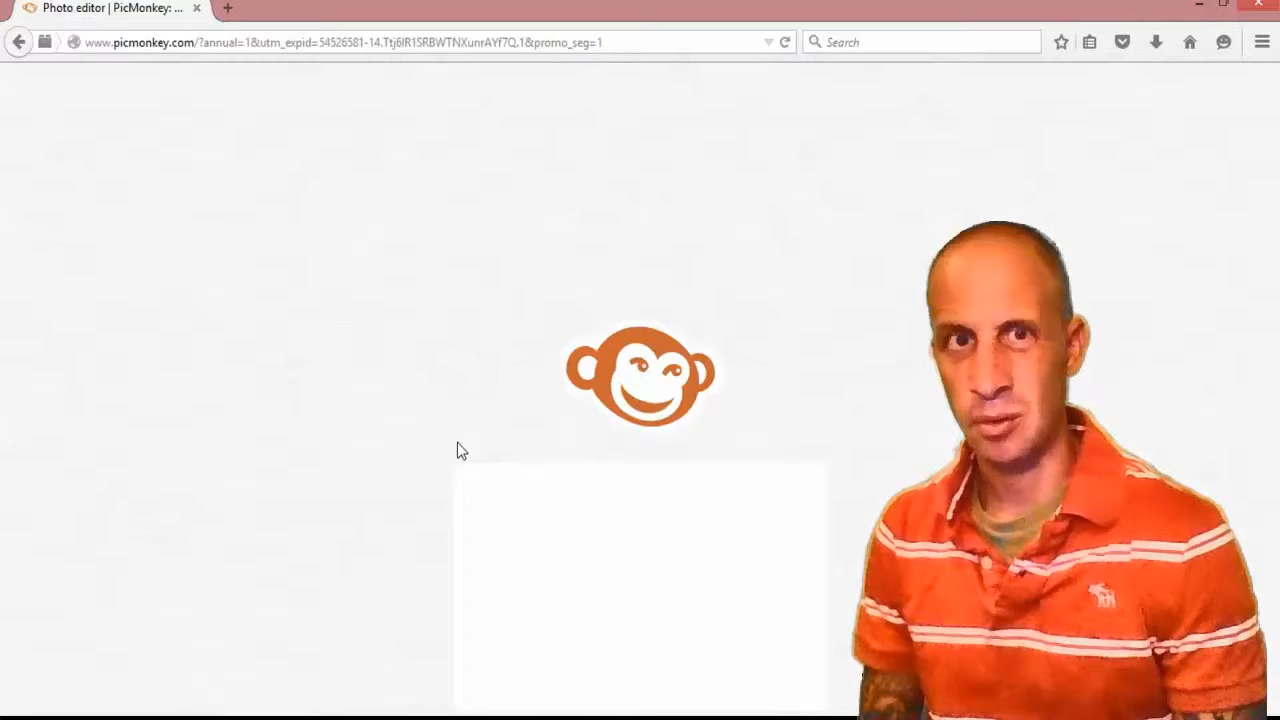 Photo editor | PicMonkey: ...
www.picmonkey.com/?annual=1&utm_expid=54526581-14.Ttj6IR1SRBWTNXunrAYf7Q.1&promo_seg=1
Search